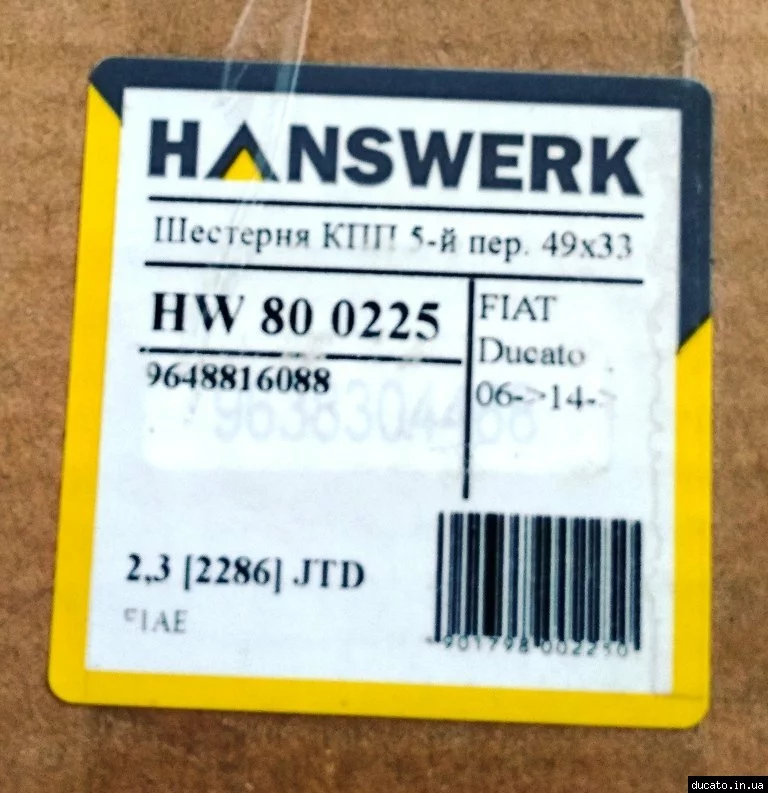 HANSWERK
Шестерня КПП 5-й пер. 49x33
HW 80 0225
9648816088
FIAT
Ducato
06->14->
2,3 [2286] JTD
F1AE
ducato.in.ua